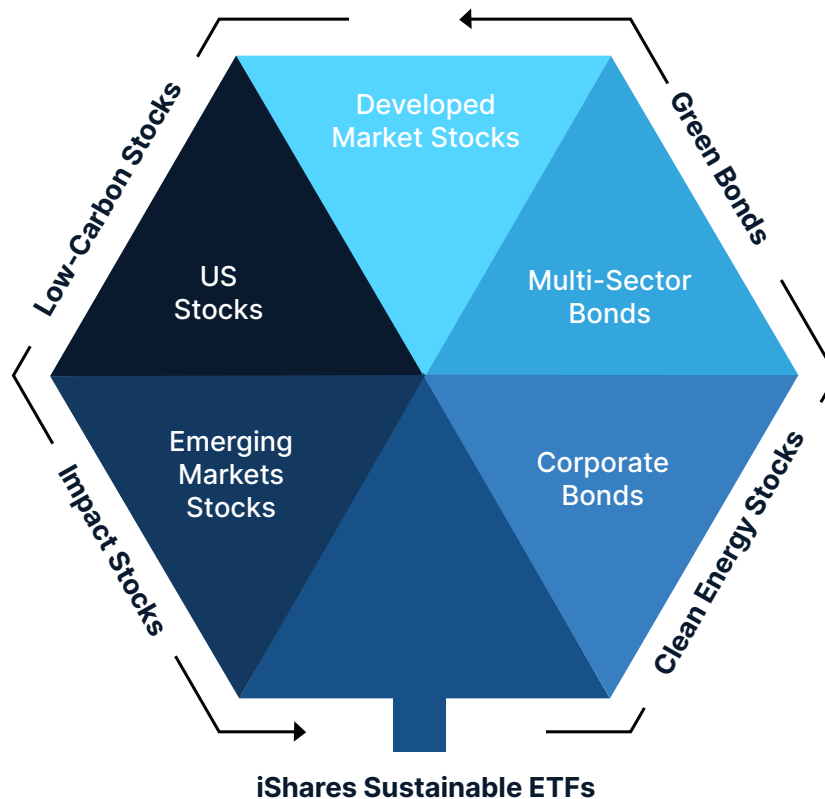 Developed
Market Stocks
Low-Carbon Stocks
Green Bonds
US
Stocks
Multi-Sector
Bonds
Emerging
Markets
Stocks
Corporate
Bonds
Impact Stocks
Clean Energy Stocks
iShares Sustainable ETFs